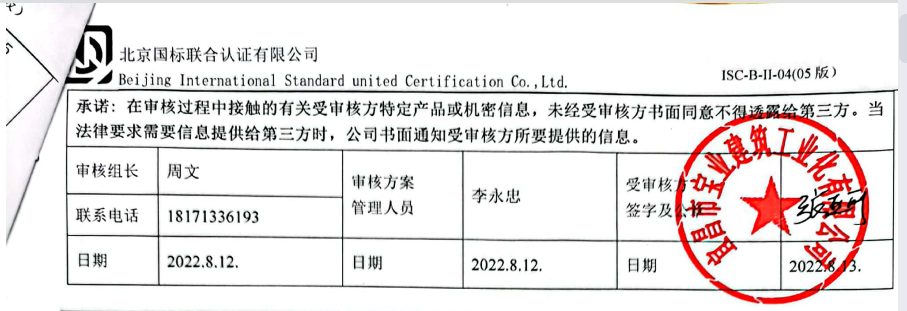 北京国标联合认证有限公司
Beijing International Standard united Certification Co.,Ltd.
ISC-B-II-04(05 版)
承诺：在审核过程中接触的有关受审核方特定产品或机密信息，未经受审核方书面同意不得透露给第三方。当
法律要求需要信息提供给第三方时，公司书面通知受审核方所要提供的信息。
审核组长 周文
审核方案
管理人员
李永忠
受审核方
签字及公
联系电话 18171336193
日期 2022.8.12. 日期 2022.8.12. 日期 2022.8.13.
宜昌市宝业建筑工业化有限公司